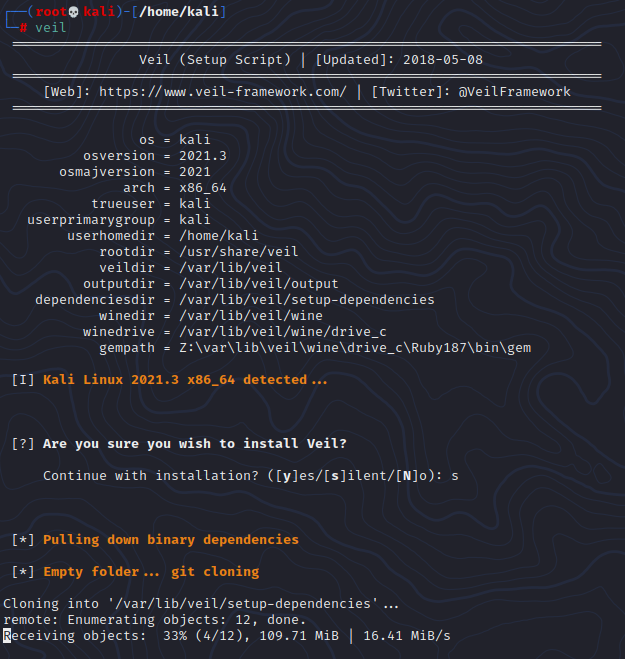 (root💀kali)-[/home/kali]
# veil
Veil (Setup Script) | [Updated]: 2018-05-08
[Web]: https://www.veil-framework.com/ | [Twitter]: @VeilFramework
os = kali
osversion = 2021.3
osmajversion = 2021
arch = x86_64
trueuser = kali
userprimarygroup = kali
userhomedir = /home/kali
rootdir = /usr/share/veil
veildir = /var/lib/veil
outputdir = /var/lib/veil/output
dependenciesdir = /var/lib/veil/setup-dependencies
winedir = /var/lib/veil/wine
winedrive = /var/lib/veil/wine/drive_c
gempath = Z:\var\lib\veil\wine\drive_c\Ruby187\bin\gem
[I] Kali Linux 2021.3 x86_64 detected...
[?] Are you sure you wish to install Veil?
Continue with installation? ([y]es/[s]ilent/[N]o): s
[*] Pulling down binary dependencies
[*] Empty folder... git cloning
Cloning into '/var/lib/veil/setup-dependencies'...
remote: Enumerating objects: 12, done.
Receiving objects:  33% (4/12), 109.71 MiB | 16.41 MiB/s